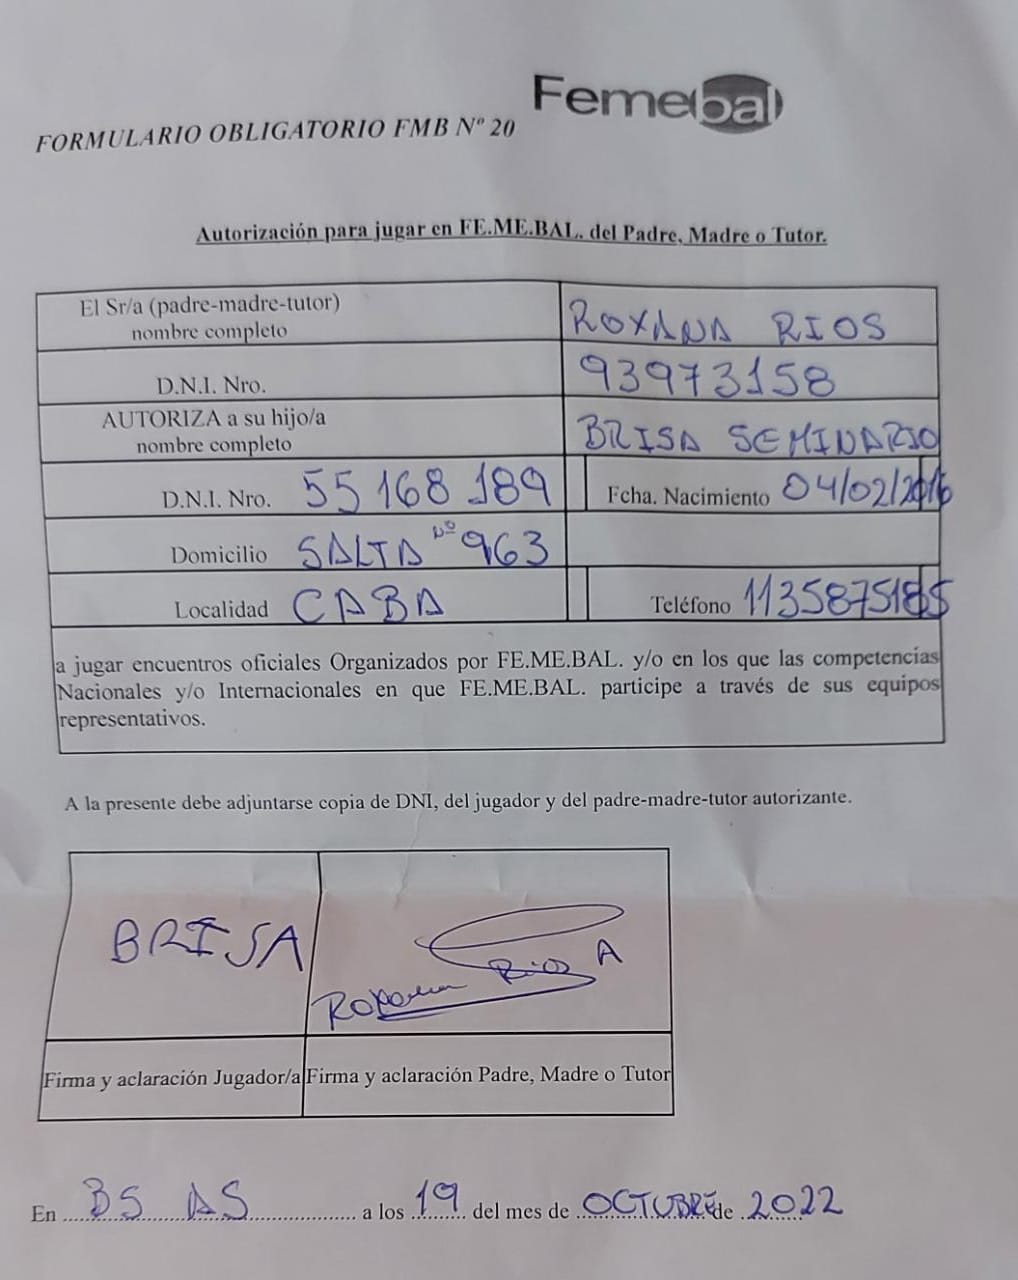 Femebal
FORMULARIO OBLIGATORIO FMB Nº 20
Autorización para jugar en FE.ME.BAL. del Padre, Madre o Tutor.
El Sr/a (padre-madre-tutor)
nombre completo
ROXANA RIOS
D.N.I. Nro. 93973158
AUTORIZA a su hijo/a
nombre completo
BRISA SEMINARIO
D.N.I. Nro. 55168189 Fcha. Nacimiento 04/02/2016
Domicilio SALTA Nº 963
Localidad CABA Teléfono 1135875185
a jugar encuentros oficiales Organizados por FE.ME.BAL. y/o en los que las competencias
Nacionales y/o Internacionales en que FE.ME.BAL. participe a través de sus equipos
representativos.
A la presente debe adjuntarse copia de DNI, del jugador y del padre-madre-tutor autorizante.
BRISA
Roxana Rios A
Firma y aclaración Jugador/a Firma y aclaración Padre, Madre o Tutor
En BS AS a los 19 del mes de OCTUBRE de 2022